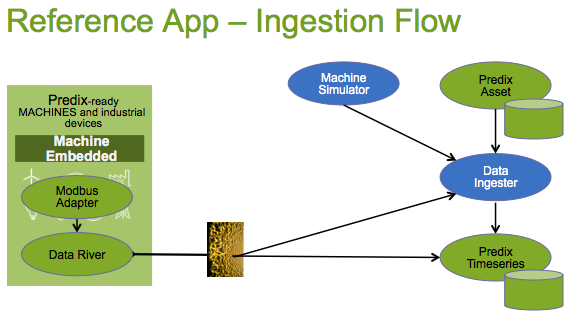 Reference App – Ingestion Flow
Predix-ready
MACHINES and industrial
devices
Machine
Embedded
Modbus
Adapter
Data River
Machine
Simulator
Predix
Asset
Data
Ingester
Predix
Timeseries